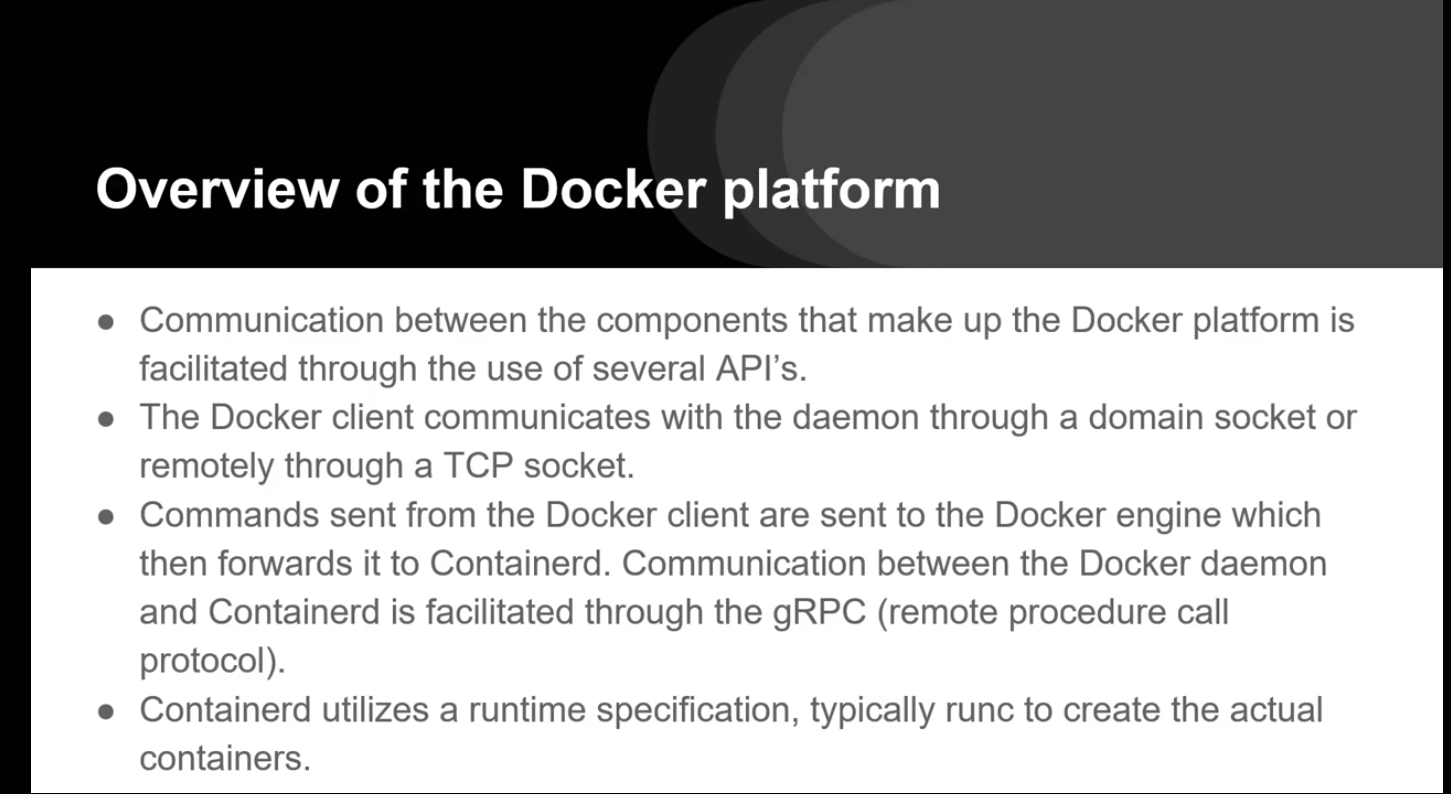 Overview of the Docker platform
● Communication between the components that make up the Docker platform is
facilitated through the use of several API’s.
● The Docker client communicates with the daemon through a domain socket or
remotely through a TCP socket.
● Commands sent from the Docker client are sent to the Docker engine which
then forwards it to Containerd. Communication between the Docker daemon
and Containerd is facilitated through the gRPC (remote procedure call
protocol).
● Containerd utilizes a runtime specification, typically runc to create the actual
containers.